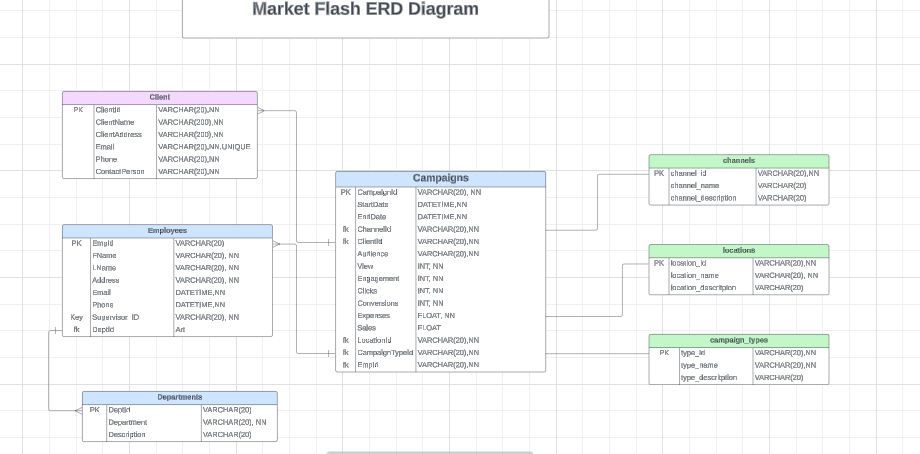 Market Flash ERD Diagram
Client
PK ClientId VARCHAR(20),NN
ClientName VARCHAR(200),NN
ClientAddress VARCHAR(200),NN
Email VARCHAR(20),NN,UNIQUE
Phone VARCHAR(20),NN
ContactPerson VARCHAR(20),NN
Employees
PK EmpId VARCHAR(20)
FName VARCHAR(20), NN
LName VARCHAR(20), NN
Address VARCHAR(20), NN
Email DATETIME,NN
Phone DATETIME,NN
Key Supervisor_ID VARCHAR(20), NN
fk DeptId
Departments
PK DeptId VARCHAR(20)
Department VARCHAR(20), NN
Description VARCHAR(20)
Campaigns
PK CampaignId VARCHAR(20), NN
StartDate DATETIME,NN
EndDate DATETIME,NN
fk ChannelId VARCHAR(20),NN
fk ClientId VARCHAR(20),NN
Audience VARCHAR(20),NN
View INT, NN
Engagement INT, NN
Clicks INT, NN
Conversions INT, NN
Expenses FLOAT, NN
Sales FLOAT
fk LocationId VARCHAR(20),NN
fk CampaignTypeId VARCHAR(20),NN
fk EmpId VARCHAR(20),NN
channels
PK channel_id VARCHAR(20),NN
channel_name VARCHAR(20)
channel_description VARCHAR(20)
locations
PK location_id VARCHAR(20),NN
location_name VARCHAR(20), NN
location_description VARCHAR(20)
campaign_types
PK type_id VARCHAR(20),NN
type_name VARCHAR(20),NN
type_description VARCHAR(20)